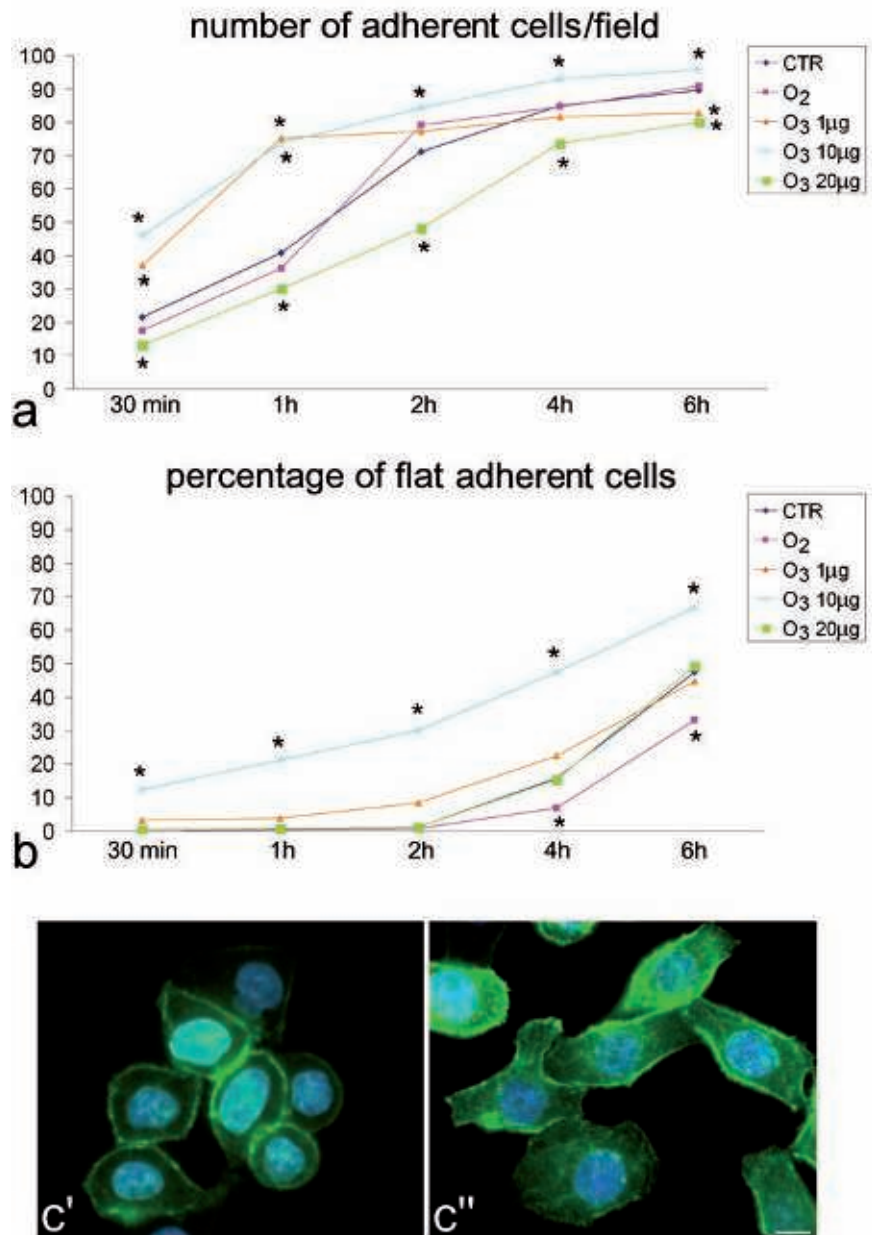 number of adherent cells/field
100
90
80
70
60
50
40
30
20
10
0
30 min 1h 2h 4h 6h
CTR
O₂
O₃ 1µg
O₃ 10µg
O₃ 20µg
a
percentage of flat adherent cells
100
90
80
70
60
50
40
30
20
10
0
30 min 1h 2h 4h 6h
CTR
O₂
O₃ 1µg
O₃ 10µg
O₃ 20µg
b
c'
c"